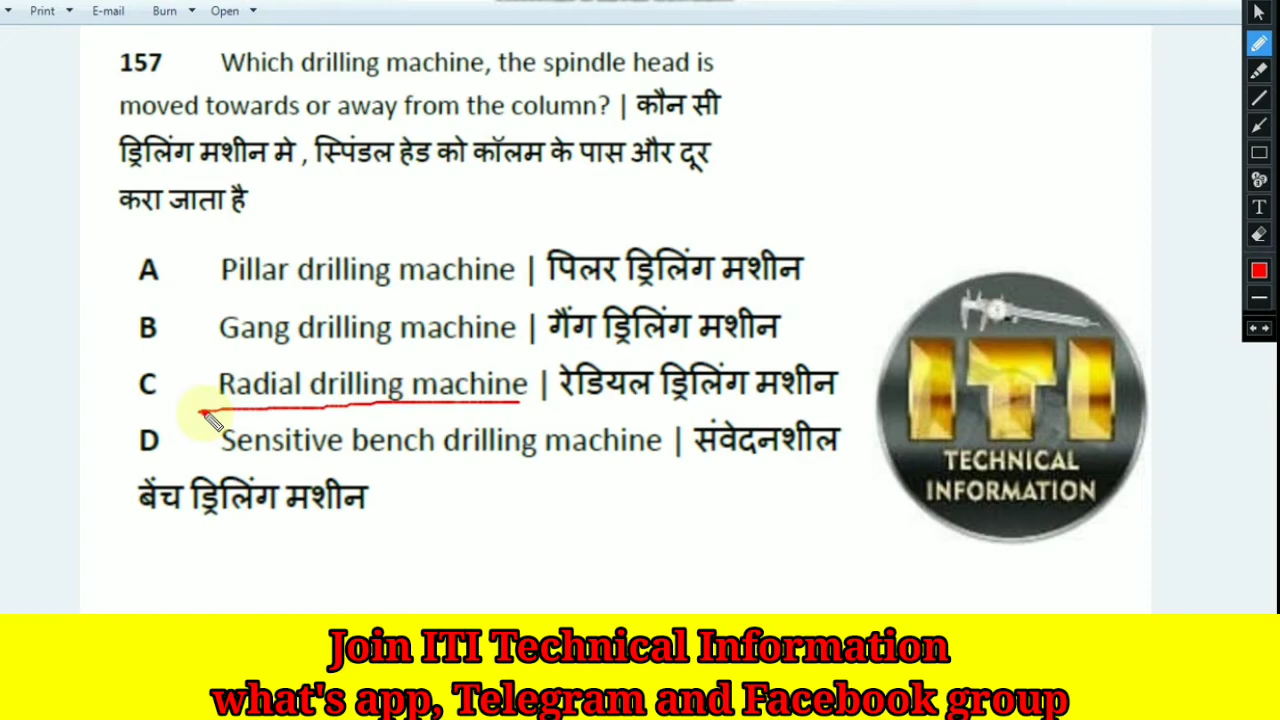 Print E-mail Burn Open
157 Which drilling machine, the spindle head is
moved towards or away from the column? | कौन सी
ड्रिलिंग मशीन मे , स्पिंडल हेड को कॉलम के पास और दूर
करा जाता है
A Pillar drilling machine | पिलर ड्रिलिंग मशीन
B Gang drilling machine | गैंग ड्रिलिंग मशीन
C Radial drilling machine | रेडियल ड्रिलिंग मशीन
D Sensitive bench drilling machine | संवेदनशील
बेंच ड्रिलिंग मशीन
ITI
TECHNICAL
INFORMATION
T
Join ITI Technical Information
what's app, Telegram and Facebook group